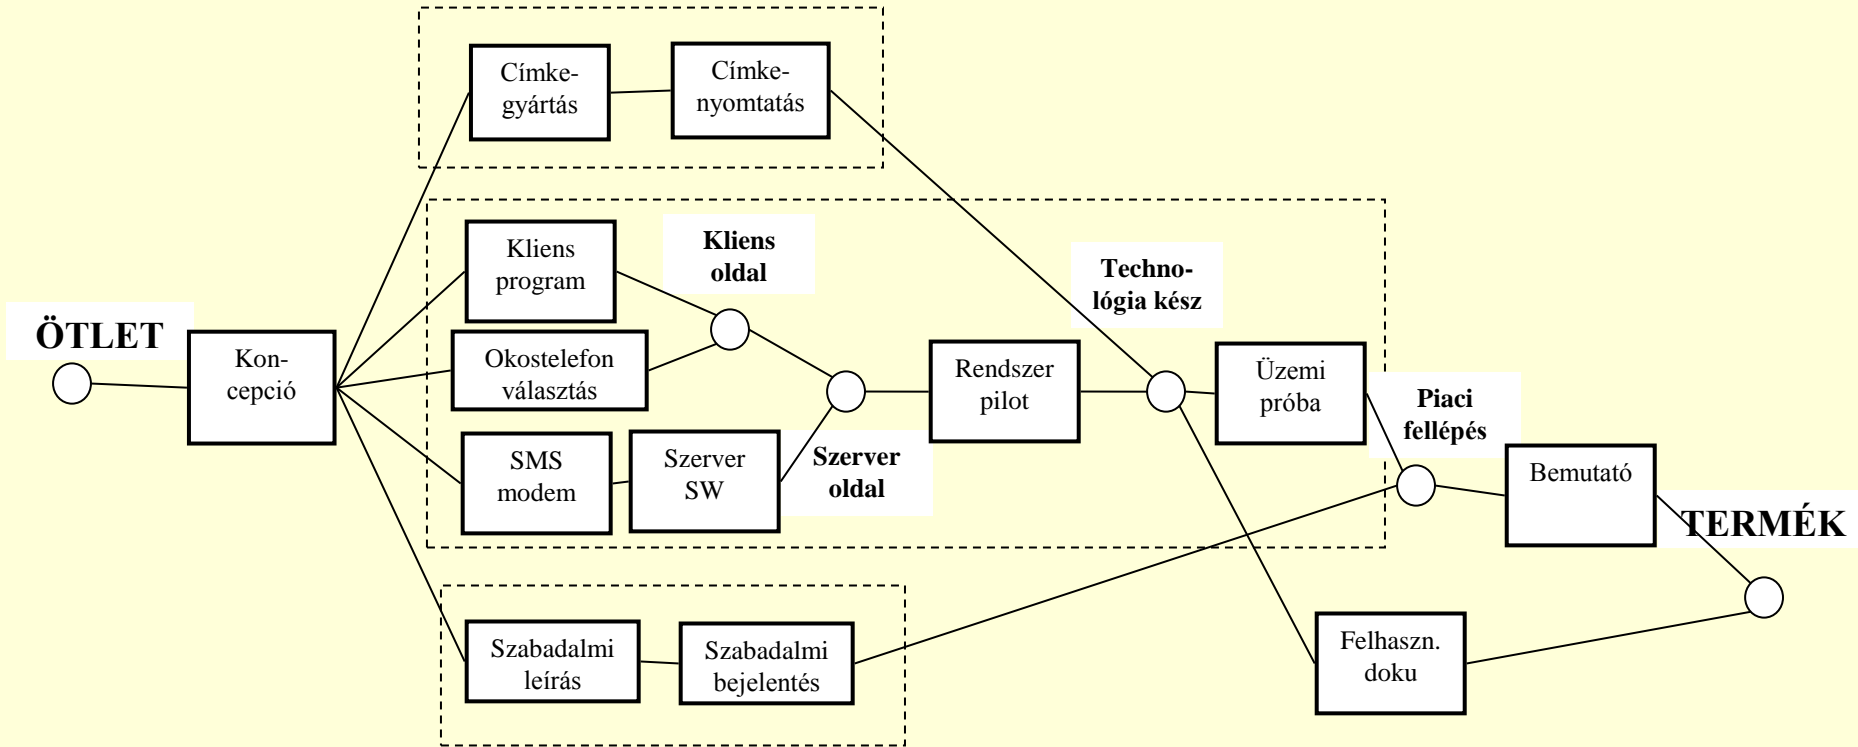 Címke-
gyártás
Címke-
nyomtatás
Kliens
program
Kliens
oldal
Techno-
lógia kész
ÖTLET
Kon-
cepció
Okostelefon
választás
Rendszer
pilot
Üzemi
próba
Piaci
fellépés
SMS
modem
Szerver
SW
Szerver
oldal
Bemutató
TERMÉK
Szabadalmi
leírás
Szabadalmi
bejelentés
Felhaszn.
doku